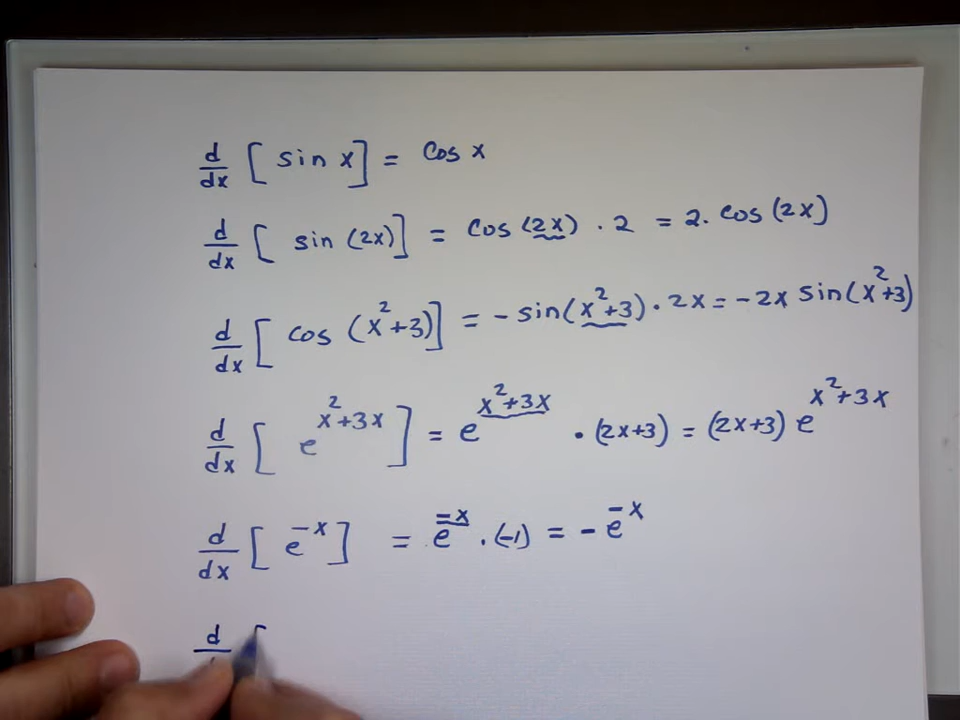 d/dx [ sin x ] = cos x
d/dx [ sin (2x) ] = cos (2x) · 2 = 2 · cos (2x)
d/dx [ cos (x²+3) ] = - sin(x²+3) · 2x = -2x sin(x²+3)
d/dx [ e^(x²+3x) ] = e^(x²+3x) · (2x+3) = (2x+3) e^(x²+3x)
d/dx [ e^(-x) ] = e^(-x) · (-1) = - e^(-x)
d [